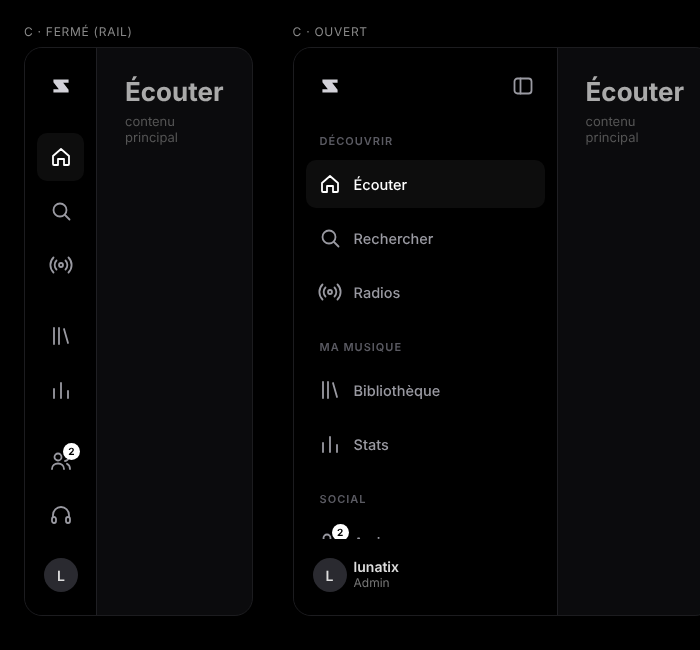 C · FERMÉ (RAIL)
Écouter
contenu
principal
2
L
C · OUVERT
DÉCOUVRIR
Écouter
Rechercher
Radios
MA MUSIQUE
Bibliothèque
Stats
SOCIAL
2
L
lunatix
Admin
Écouter
contenu
principal